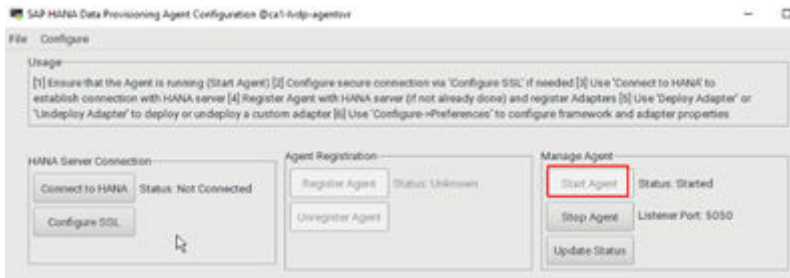 SAP HANA Data Provisioning Agent Configuration @ca1-lvdp-agentsvr
File Configure
Usage
[1] Ensure that the Agent is running (Start Agent) [2] Configure secure connection via 'Configure SSL' if needed [3] Use 'Connect to HANA' to
establish connection with HANA server [4] Register Agent with HANA server (if not already done) and register Adapters [5] Use 'Deploy Adapter' or
'Undeploy Adapter' to deploy or undeploy a custom adapter [6] Use 'Configure->Preferences' to configure framework and adapter properties
HANA Server Connection
Connect to HANA Status: Not Connected
Configure SSL
Agent Registration
Register Agent Status: Unknown
Unregister Agent
Manage Agent
Start Agent Status: Started
Stop Agent Listener Port: 5050
Update Status